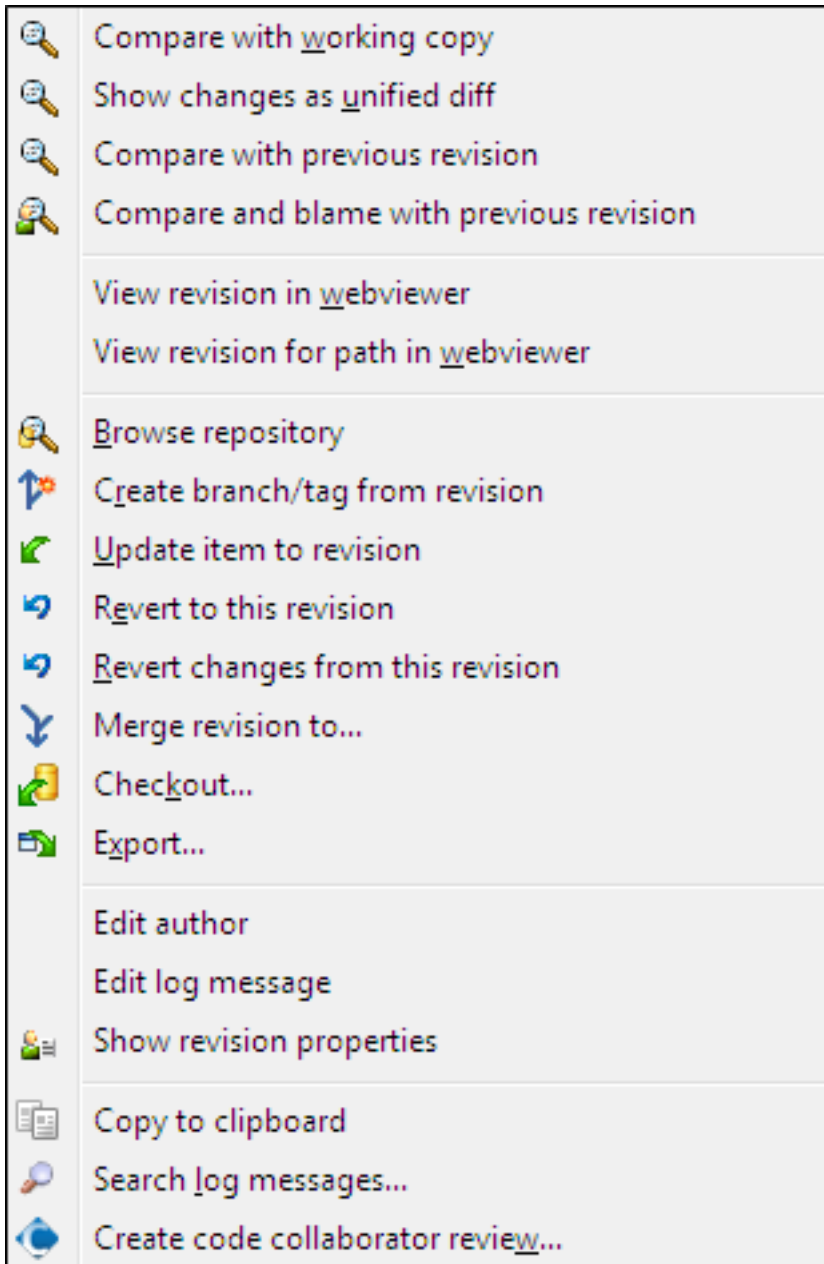 Compare with working copy
Show changes as unified diff
Compare with previous revision
Compare and blame with previous revision
View revision in webviewer
View revision for path in webviewer
Browse repository
Create branch/tag from revision
Update item to revision
Revert to this revision
Revert changes from this revision
Merge revision to...
Checkout...
Export...
Edit author
Edit log message
Show revision properties
Copy to clipboard
Search log messages...
Create code collaborator review...